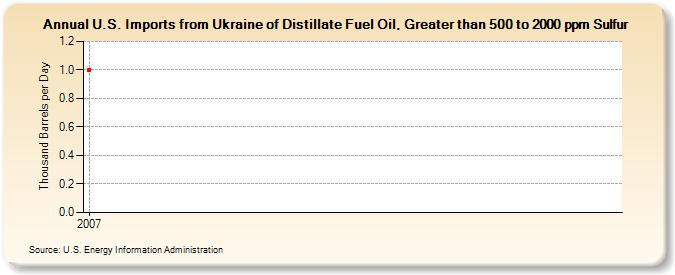 Annual U.S. Imports from Ukraine of Distillate Fuel Oil, Greater than 500 to 2000 ppm Sulfur
Thousand Barrels per Day
1.2
1.0
0.8
0.6
0.4
0.2
0.0
2007
Source: U.S. Energy Information Administration